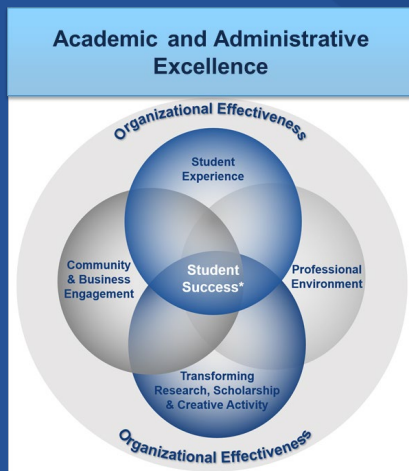 Academic and Administrative
Excellence
Organizational Effectiveness
Student
Experience
Community
& Business
Engagement
Student
Success*
Professional
Environment
Transforming
Research, Scholarship
& Creative Activity
Organizational Effectiveness